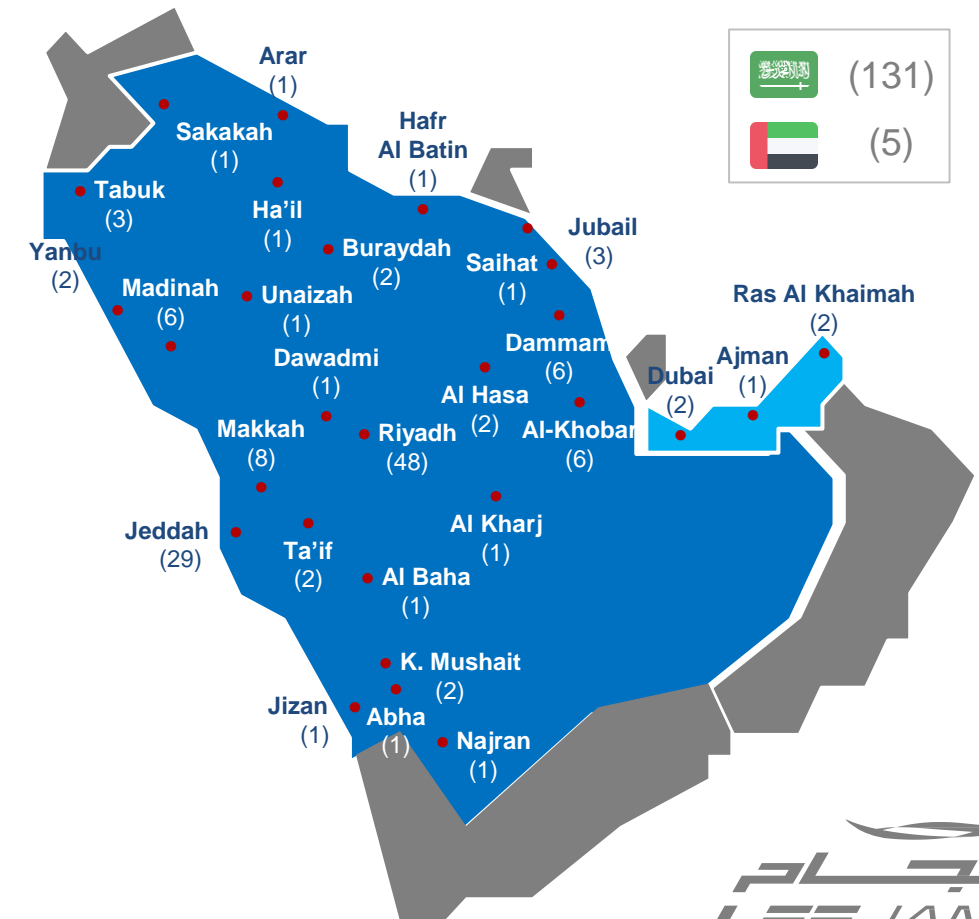 (131)
(5)
Arar
(1)
Sakakah
(1)
Hafr
Al Batin
(1)
Tabuk
(3)
Ha’il
(1)
Jubail
(3)
Yanbu
(2)
Buraydah
(2)
Saihat
(1)
Madinah
(6)
Unaizah
(1)
Ras Al Khaimah
(2)
Dammam
(6)
Dawadmi
(1)
Ajman
(1)
Dubai
(2)
Al Hasa
(2)
Makkah
(8)
Riyadh
(48)
Al-Khobar
(6)
Jeddah
(29)
Ta’if
(2)
Al Kharj
(1)
Al Baha
(1)
K. Mushait
(2)
Jizan
(1)
Abha
(1)
Najran
(1)